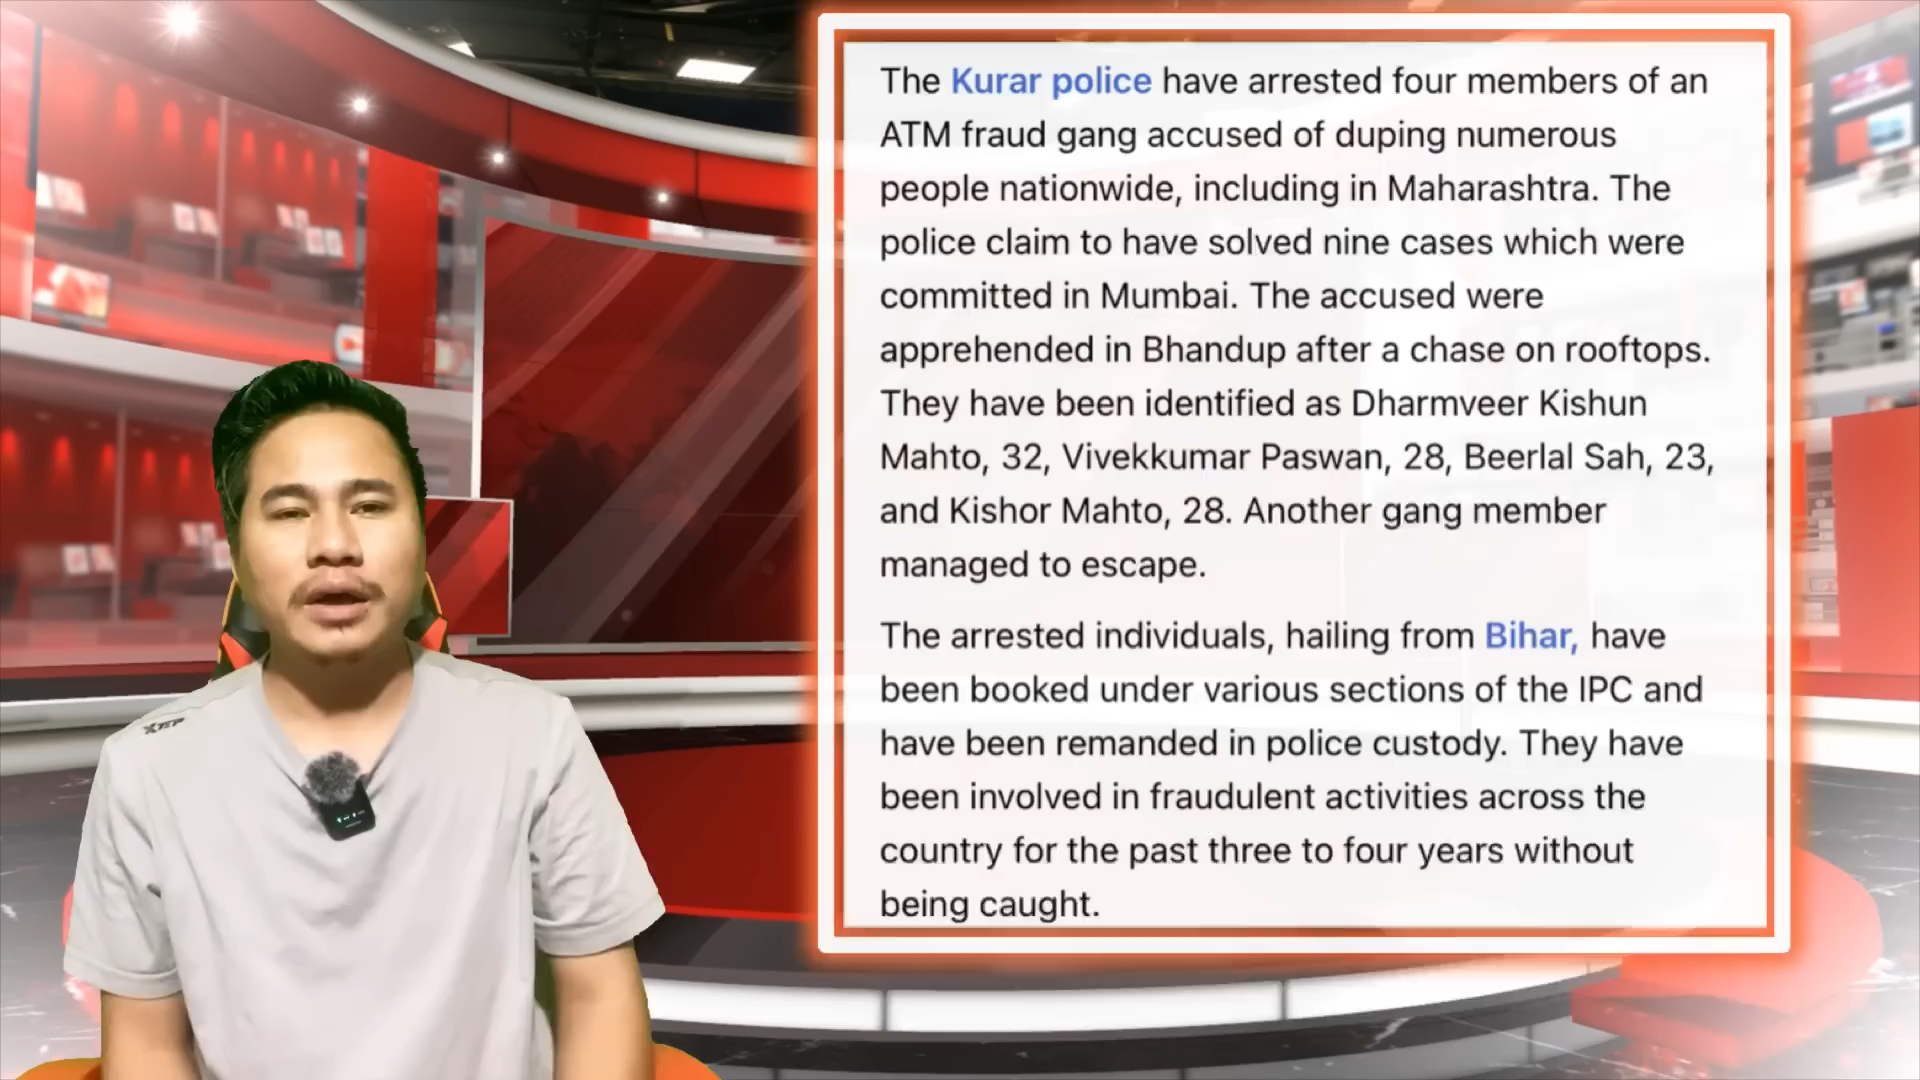 The Kurar police have arrested four members of an
ATM fraud gang accused of duping numerous
people nationwide, including in Maharashtra. The
police claim to have solved nine cases which were
committed in Mumbai. The accused were
apprehended in Bhandup after a chase on rooftops.
They have been identified as Dharmveer Kishun
Mahto, 32, Vivekkumar Paswan, 28, Beerlal Sah, 23,
and Kishor Mahto, 28. Another gang member
managed to escape.
The arrested individuals, hailing from Bihar, have
been booked under various sections of the IPC and
have been remanded in police custody. They have
been involved in fraudulent activities across the
country for the past three to four years without
being caught.
XTEP